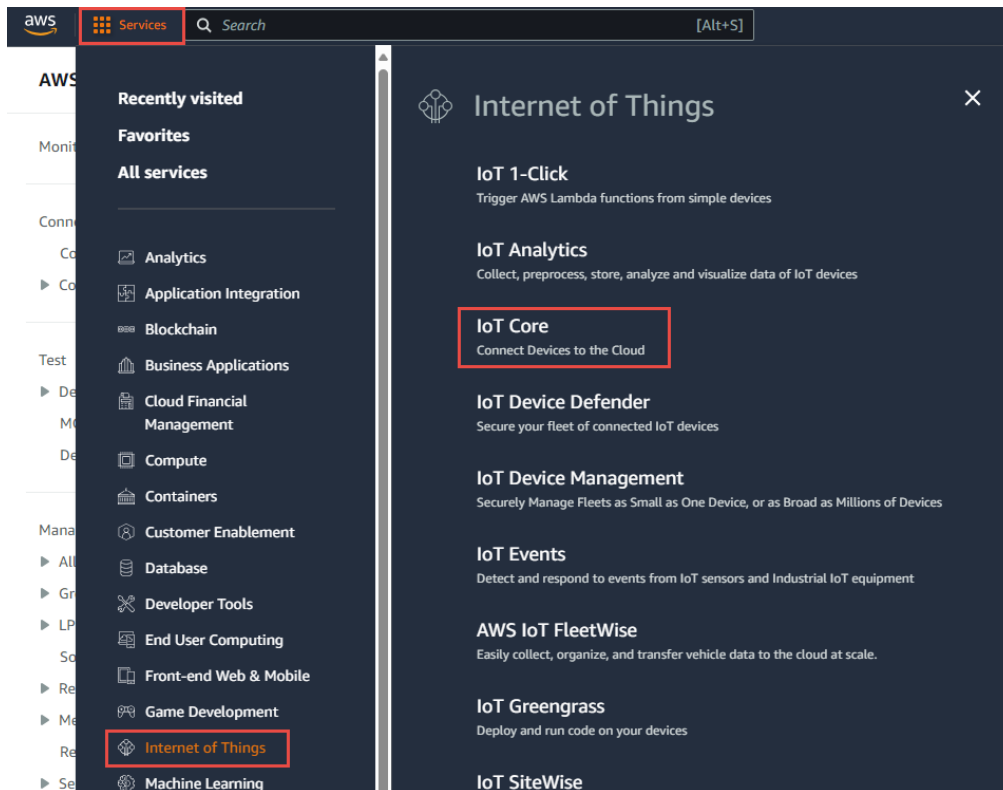 aws Services Search [Alt+S]
AWS
Monit
Conne
Co
Co
Test
De
MQ
De
Mana
All
Gr
LP
So
Re
Me
Re
Se
Recently visited
Favorites
All services
Analytics
Application Integration
Blockchain
Business Applications
Cloud Financial
Management
Compute
Containers
Customer Enablement
Database
Developer Tools
End User Computing
Front-end Web & Mobile
Game Development
Internet of Things
Machine Learning
Internet of Things
IoT 1-Click
Trigger AWS Lambda functions from simple devices
IoT Analytics
Collect, preprocess, store, analyze and visualize data of IoT devices
IoT Core
Connect Devices to the Cloud
IoT Device Defender
Secure your fleet of connected IoT devices
IoT Device Management
Securely Manage Fleets as Small as One Device, or as Broad as Millions of Devices
IoT Events
Detect and respond to events from IoT sensors and Industrial IoT equipment
AWS IoT FleetWise
Easily collect, organize, and transfer vehicle data to the cloud at scale.
IoT Greengrass
Deploy and run code on your devices
IoT SiteWise